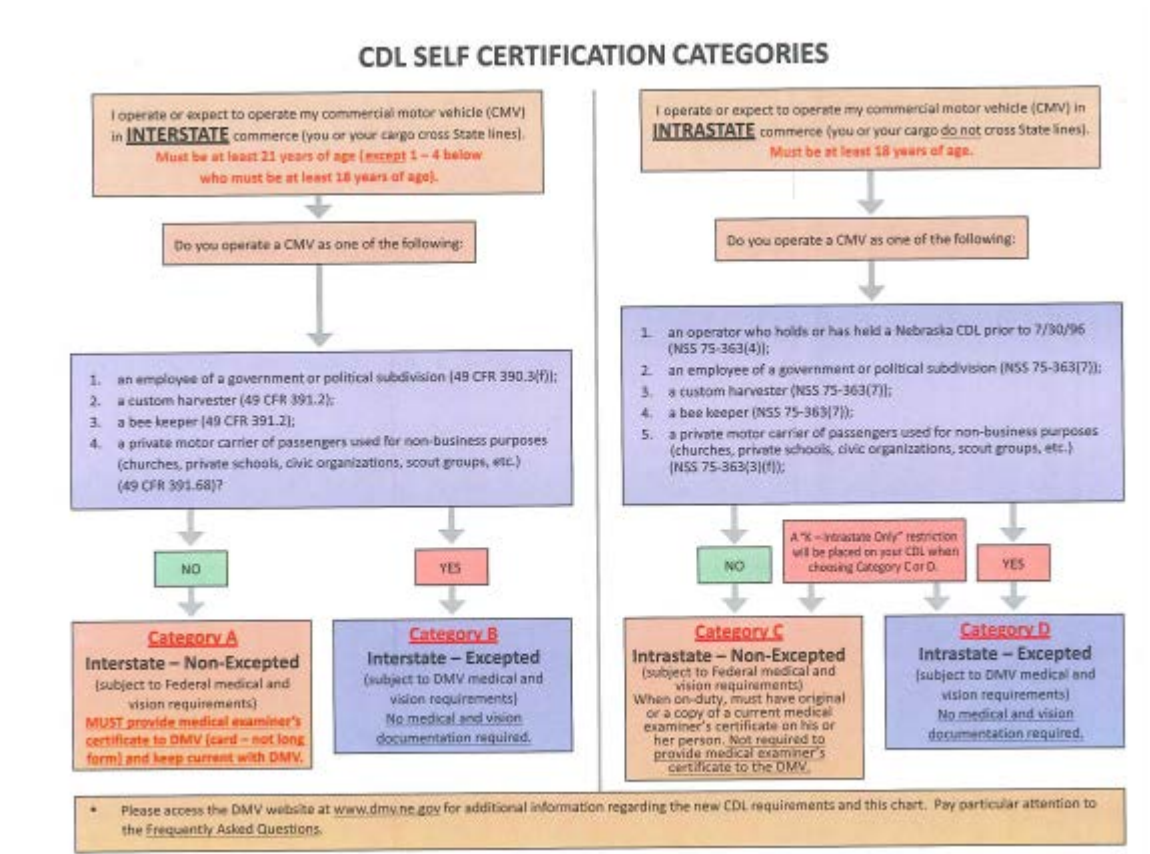 CDL SELF CERTIFICATION CATEGORIES
I operate or expect to operate my commercial motor vehicle (CMV)
in INTERSTATE commerce (you or your cargo cross State lines).
Must be at least 21 years of age (except 1 – 4 below
who must be at least 18 years of age).
Do you operate a CMV as one of the following:
1. an employee of a government or political subdivision (49 CFR 390.3(f));
2. a custom harvester (49 CFR 391.2);
3. a bee keeper (49 CFR 391.2);
4. a private motor carrier of passengers used for non-business purposes
(churches, private schools, civic organizations, scout groups, etc.)
(49 CFR 391.68)?
NO
YES
Category A
Interstate – Non-Excepted
(subject to Federal medical and
vision requirements)
MUST provide medical examiner's
certificate to DMV (card – not long
form) and keep current with DMV.
Category B
Interstate – Excepted
(subject to DMV medical and
vision requirements)
No medical and vision
documentation required.
I operate or expect to operate my commercial motor vehicle (CMV) in
INTRASTATE commerce (you or your cargo do not cross State lines).
Must be at least 18 years of age.
Do you operate a CMV as one of the following:
1. an operator who holds or has held a Nebraska CDL prior to 7/30/96
(NSS 75-363(4));
2. an employee of a government or political subdivision (NSS 75-363(7));
3. a custom harvester (NSS 75-363(7));
4. a bee keeper (NSS 75-363(7));
5. a private motor carrier of passengers used for non-business purposes
(churches, private schools, civic organizations, scout groups, etc.)
(NSS 75-363(3)(f));
NO
A "K – Intrastate Only" restriction
will be placed on your CDL when
choosing Category C or D.
YES
Category C
Intrastate – Non-Excepted
(subject to Federal medical and
vision requirements)
When on-duty, must have original
or a copy of a current medical
examiner's certificate on his or
her person. Not required to
provide medical examiner's
certificate to the DMV.
Category D
Intrastate – Excepted
(subject to DMV medical and
vision requirements)
No medical and vision
documentation required.
* Please access the DMV website at www.dmv.ne.gov for additional information regarding the new CDL requirements and this chart. Pay particular attention to
the Frequently Asked Questions.